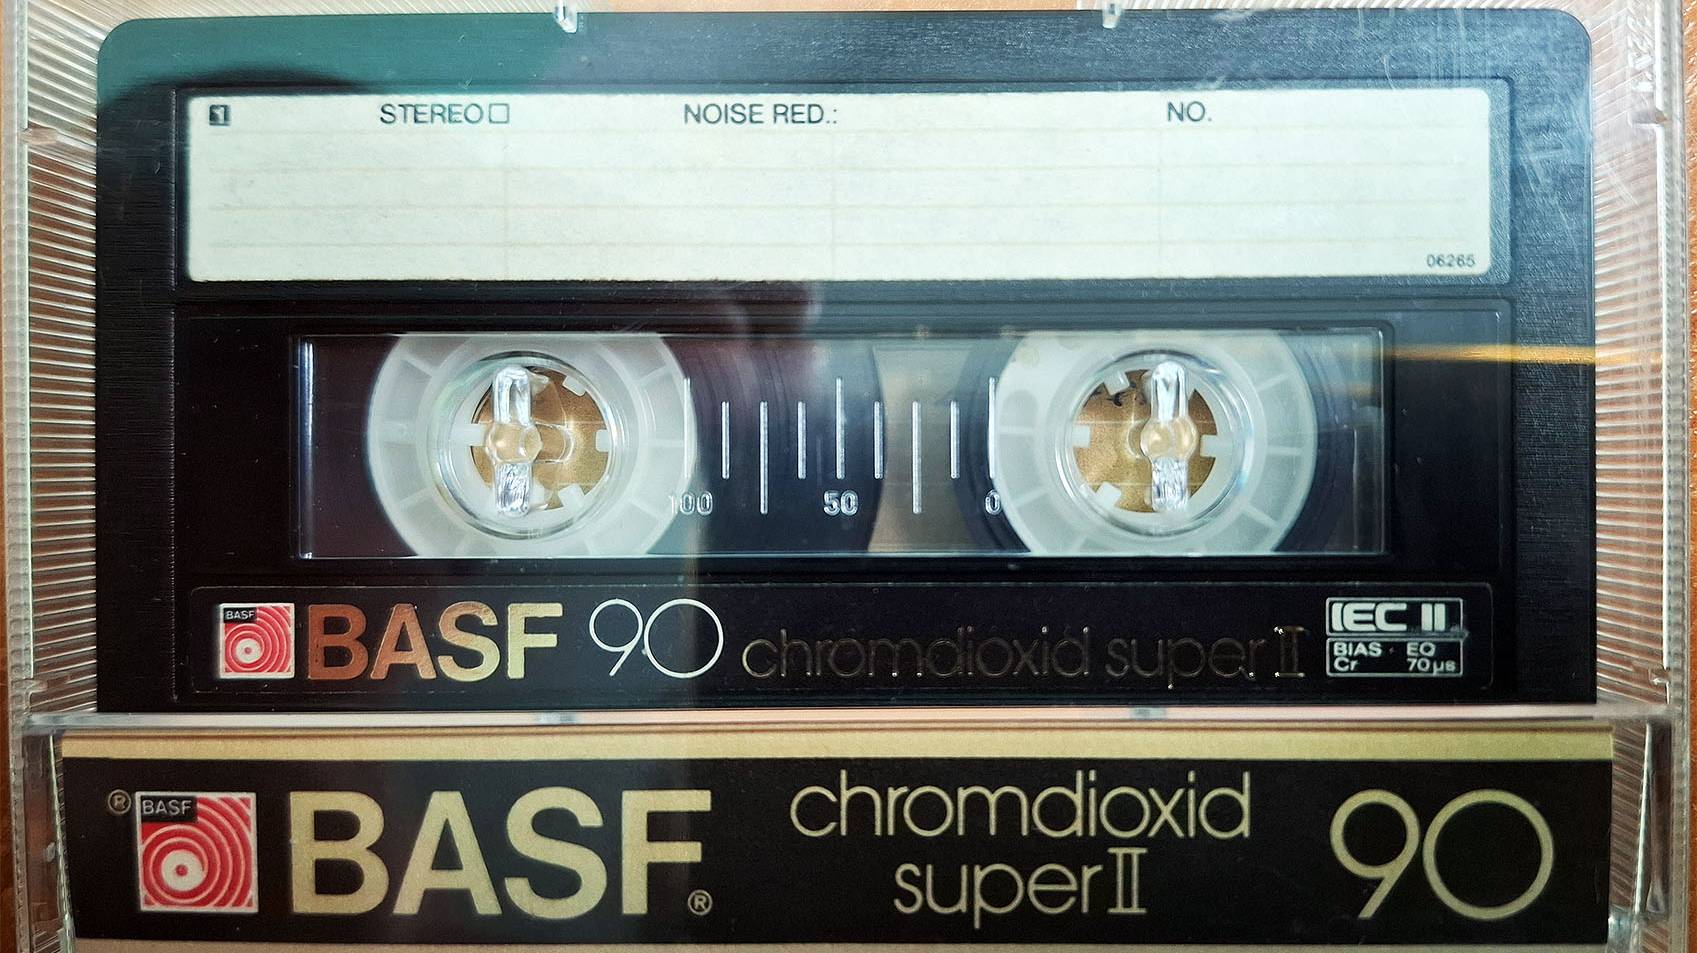 1 STEREO NOISE RED.: NO.
06265
100 50 0
BASF
BASF 90 chromdioxid super II
IEC II
BIAS EQ
Cr 70µs
® BASF
BASF®
chromdioxid
super II
90